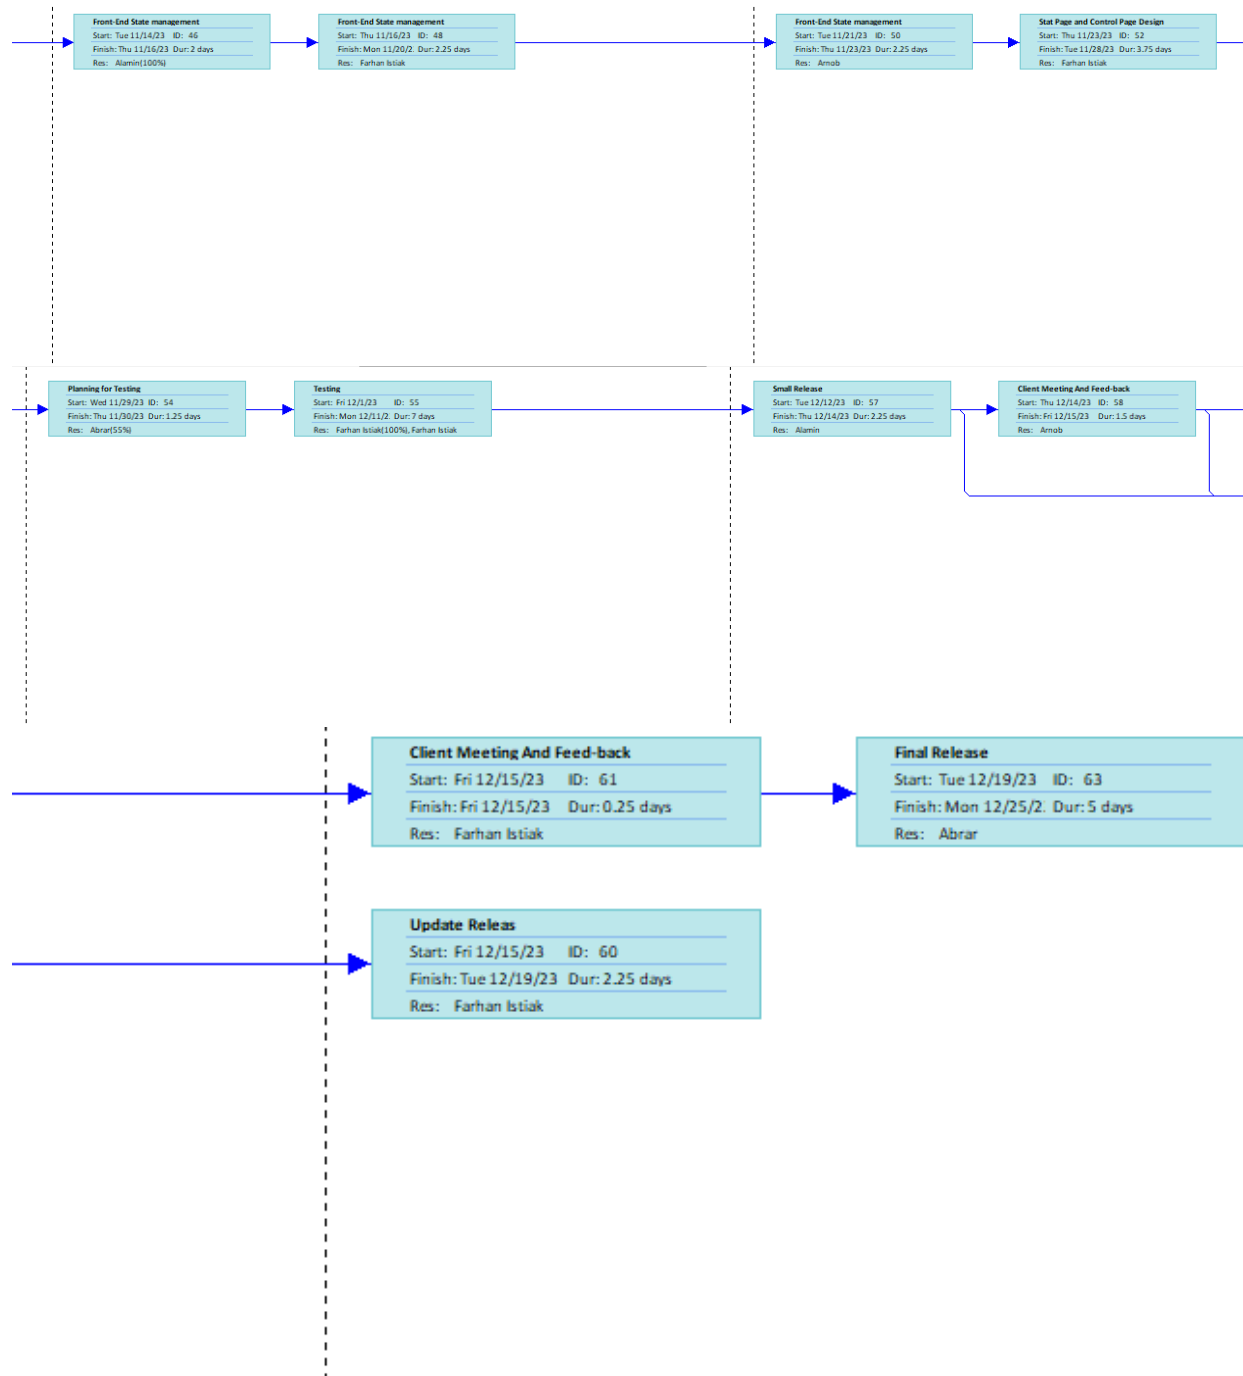 Front-End State management
Start: Tue 11/14/23 ID: 46
Finish: Thu 11/16/23 Dur: 2 days
Res: Alamin(100%)
Front-End State management
Start: Thu 11/16/23 ID: 48
Finish: Mon 11/20/2. Dur: 2.25 days
Res: Farhan Istiak
Front-End State management
Start: Tue 11/21/23 ID: 50
Finish: Thu 11/23/23 Dur: 2.25 days
Res: Arnob
Stat Page and Control Page Design
Start: Thu 11/23/23 ID: 52
Finish: Tue 11/28/23 Dur: 3.75 days
Res: Farhan Istiak
Planning for Testing
Start: Wed 11/29/23 ID: 54
Finish: Thu 11/30/23 Dur: 1.25 days
Res: Abrar(55%)
Testing
Start: Fri 12/1/23 ID: 55
Finish: Mon 12/11/2. Dur: 7 days
Res: Farhan Istiak(100%), Farhan Istiak
Small Release
Start: Tue 12/12/23 ID: 57
Finish: Thu 12/14/23 Dur: 2.25 days
Res: Alamin
Client Meeting And Feed-back
Start: Thu 12/14/23 ID: 58
Finish: Fri 12/15/23 Dur: 1.5 days
Res: Arnob
Client Meeting And Feed-back
Start: Fri 12/15/23 ID: 61
Finish: Fri 12/15/23 Dur: 0.25 days
Res: Farhan Istiak
Final Release
Start: Tue 12/19/23 ID: 63
Finish: Mon 12/25/2. Dur: 5 days
Res: Abrar
Update Releas
Start: Fri 12/15/23 ID: 60
Finish: Tue 12/19/23 Dur: 2.25 days
Res: Farhan Istiak